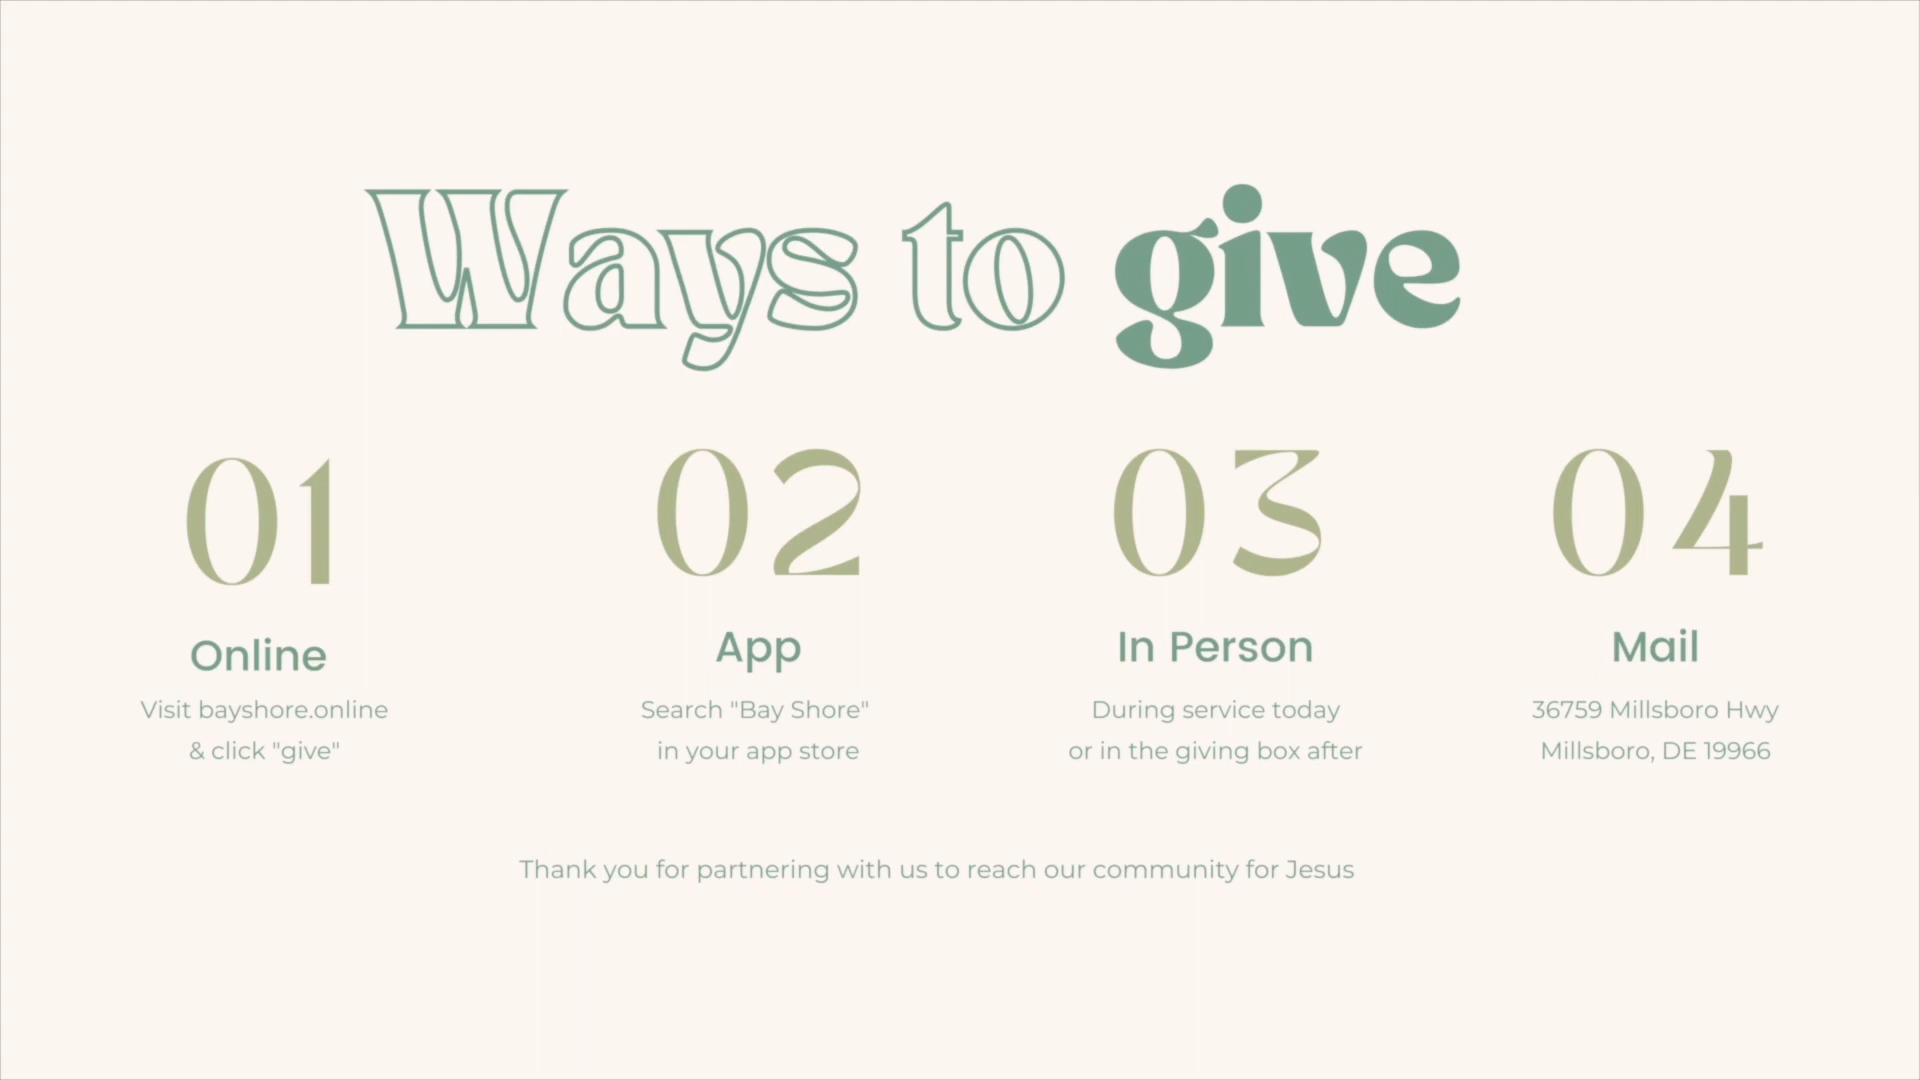 Ways to give
01
Online
Visit bayshore.online
& click "give"
02
App
Search "Bay Shore"
in your app store
03
In Person
During service today
or in the giving box after
04
Mail
36759 Millsboro Hwy
Millsboro, DE 19966
Thank you for partnering with us to reach our community for Jesus